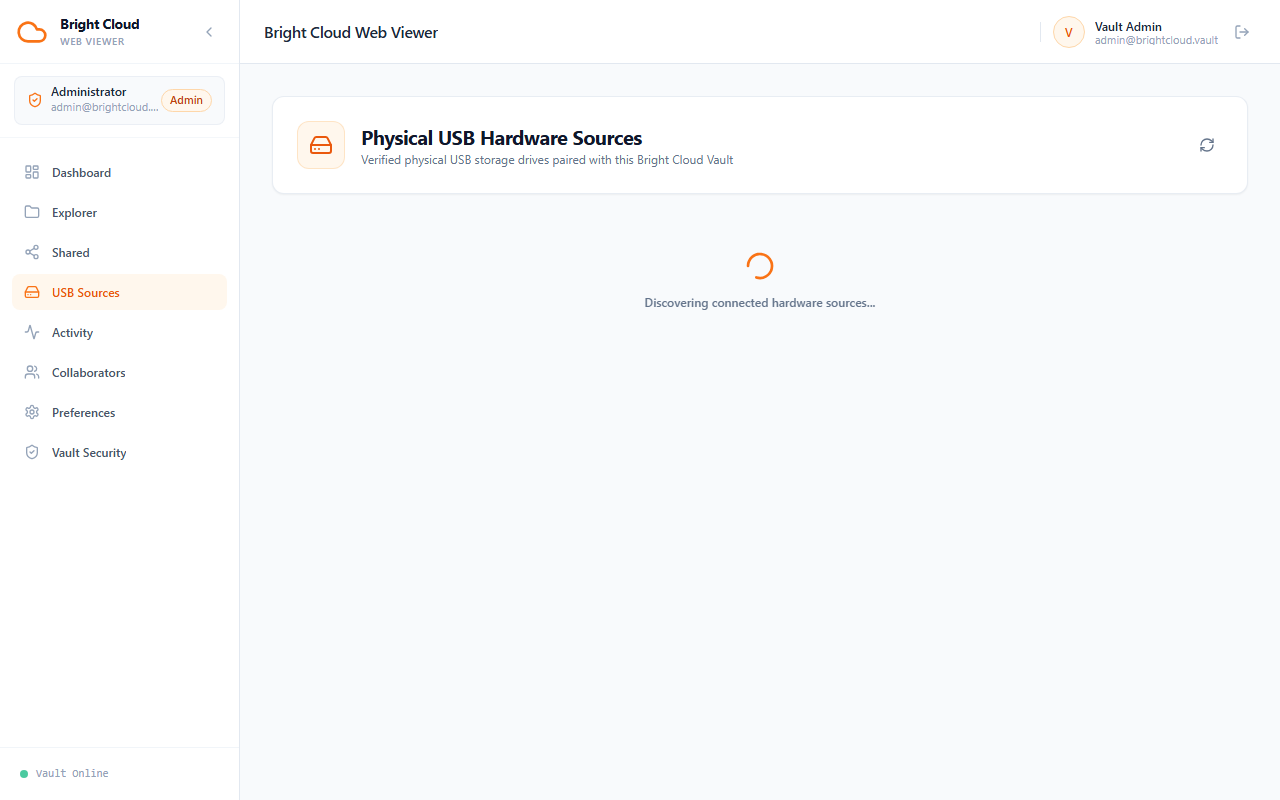 Bright Cloud
WEB VIEWER
Administrator
admin@brightcloud....
Admin
Dashboard
Explorer
Shared
USB Sources
Activity
Collaborators
Preferences
Vault Security
Vault Online
Bright Cloud Web Viewer
V
Vault Admin
admin@brightcloud.vault
Physical USB Hardware Sources
Verified physical USB storage drives paired with this Bright Cloud Vault
Discovering connected hardware sources...